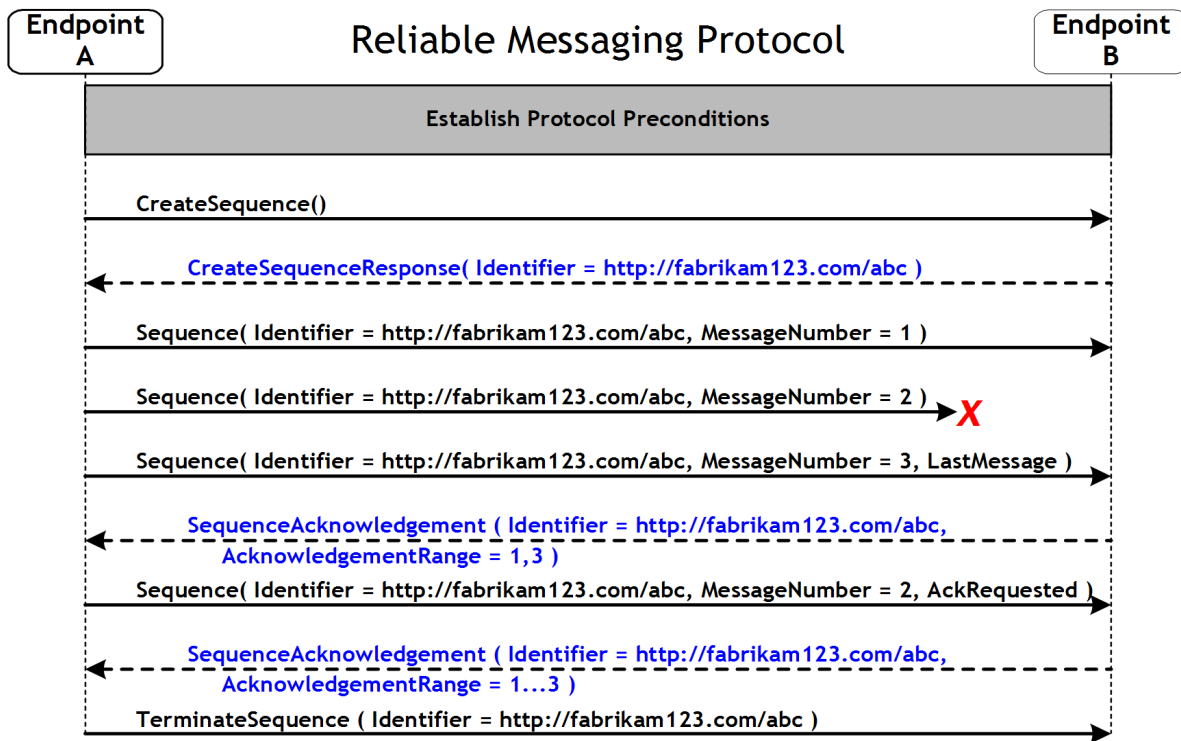 Endpoint
A
Reliable Messaging Protocol
Endpoint
B
Establish Protocol Preconditions
CreateSequence()
CreateSequenceResponse( Identifier = http://fabrikam123.com/abc )
Sequence( Identifier = http://fabrikam123.com/abc, MessageNumber = 1 )
Sequence( Identifier = http://fabrikam123.com/abc, MessageNumber = 2 )
X
Sequence( Identifier = http://fabrikam123.com/abc, MessageNumber = 3, LastMessage )
SequenceAcknowledgement ( Identifier = http://fabrikam123.com/abc,
AcknowledgementRange = 1,3 )
Sequence( Identifier = http://fabrikam123.com/abc, MessageNumber = 2, AckRequested )
SequenceAcknowledgement ( Identifier = http://fabrikam123.com/abc,
AcknowledgementRange = 1...3 )
TerminateSequence ( Identifier = http://fabrikam123.com/abc )